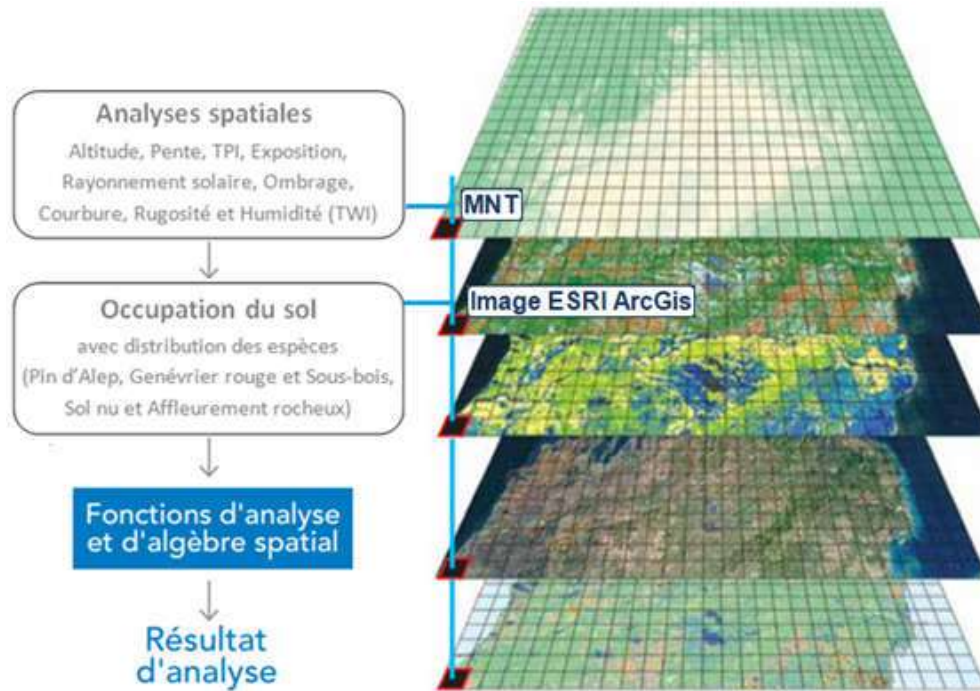 Analyses spatiales
Altitude, Pente, TPI, Exposition,
Rayonnement solaire, Ombrage,
Courbure, Rugosité et Humidité (TWI)
MNT
Occupation du sol
avec distribution des espèces
(Pin d'Alep, Genévrier rouge et Sous-bois,
Sol nu et Affleurement rocheux)
Image ESRI ArcGis
Fonctions d'analyse
et d'algèbre spatial
Résultat
d'analyse